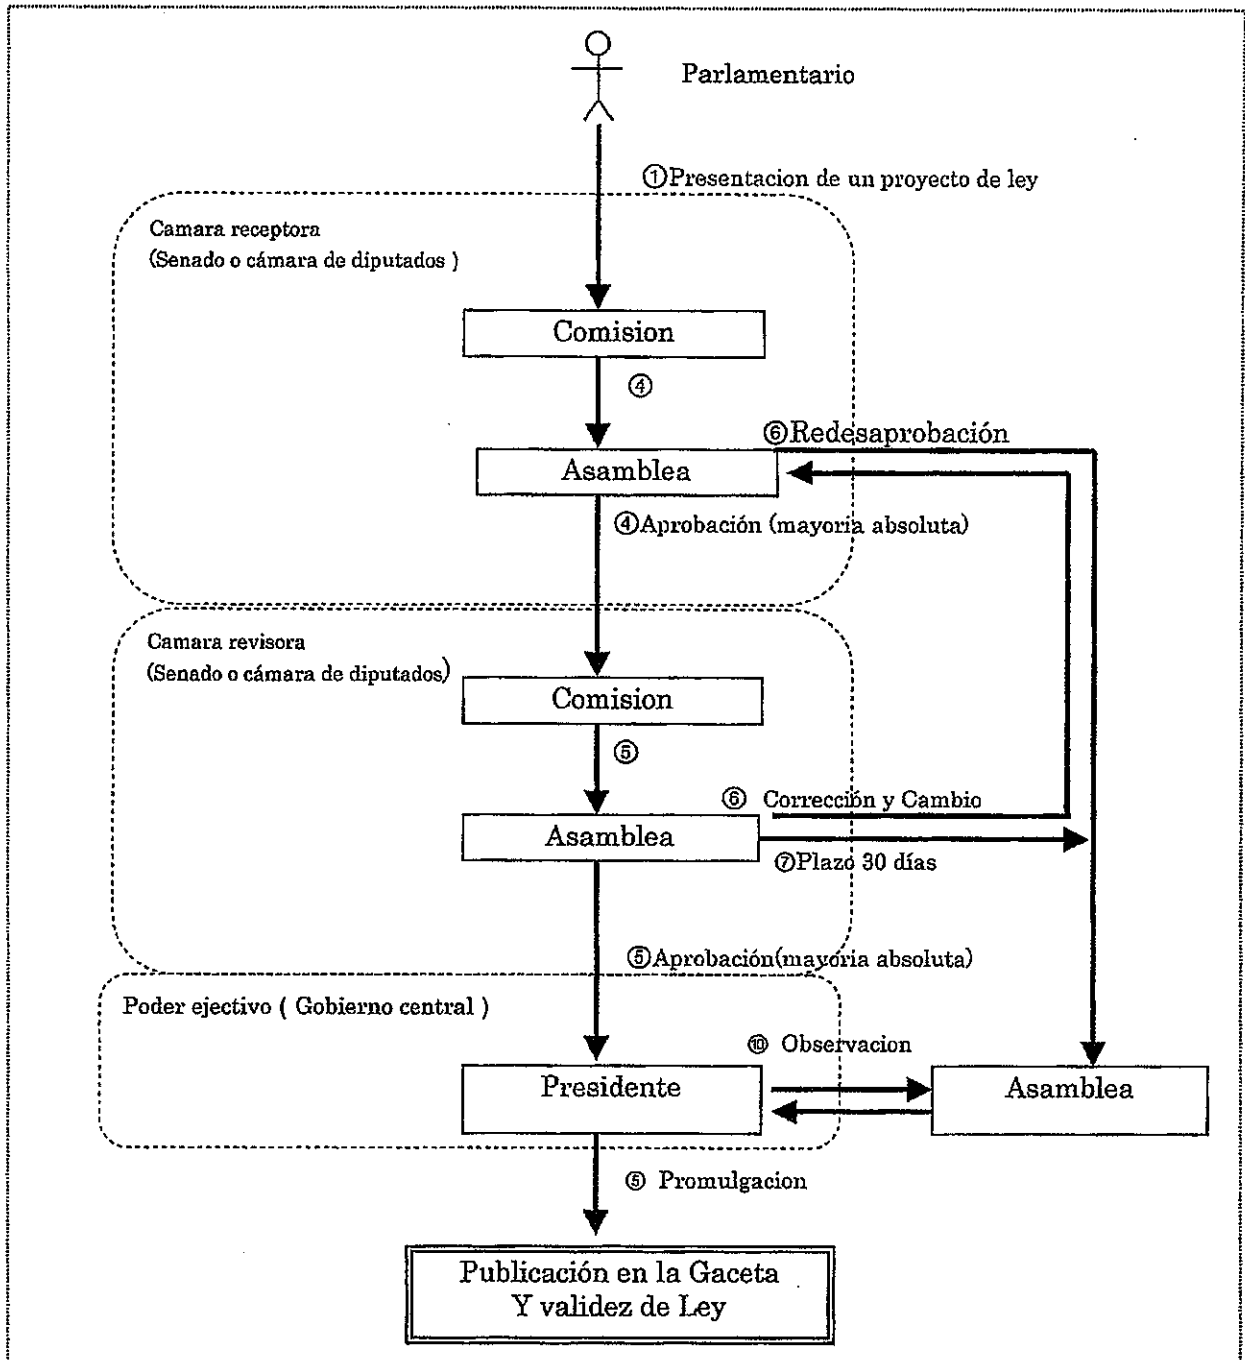 Parlamentario
①Presentacion de un proyecto de ley
Camara receptora
(Senado o cámara de diputados )
Comision
④
⑥Redesaprobación
Asamblea
④Aprobación (mayoria absoluta)
Camara revisora
(Senado o cámara de diputados)
Comision
⑤
⑥ Corrección y Cambio
Asamblea
⑦Plazo 30 días
⑤Aprobación(mayoria absoluta)
Poder ejectivo ( Gobierno central )
⑩ Observacion
Presidente
Asamblea
⑤ Promulgacion
Publicación en la Gaceta
Y validez de Ley